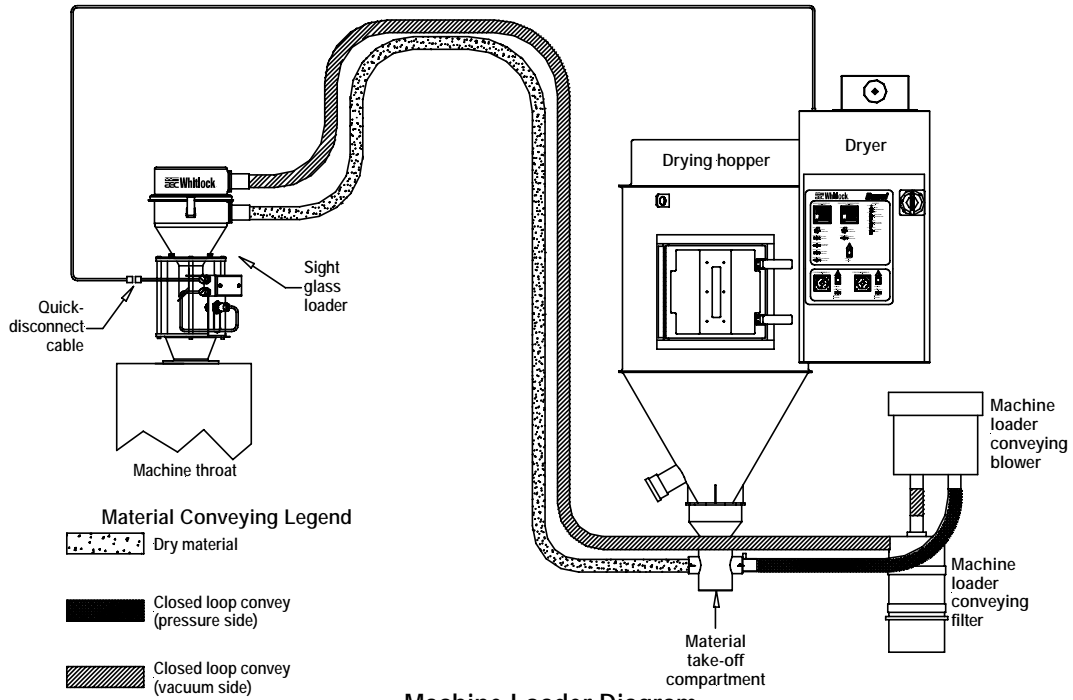 Drying hopper
Dryer
Whitlock
Whitlock
Sight
glass
loader
Quick-
disconnect
cable
Machine throat
Machine
loader
conveying
blower
Material Conveying Legend
Dry material
Closed loop convey
(pressure side)
Closed loop convey
(vacuum side)
Machine
loader
conveying
filter
Material
take-off
compartment
Machine Loader Diagram